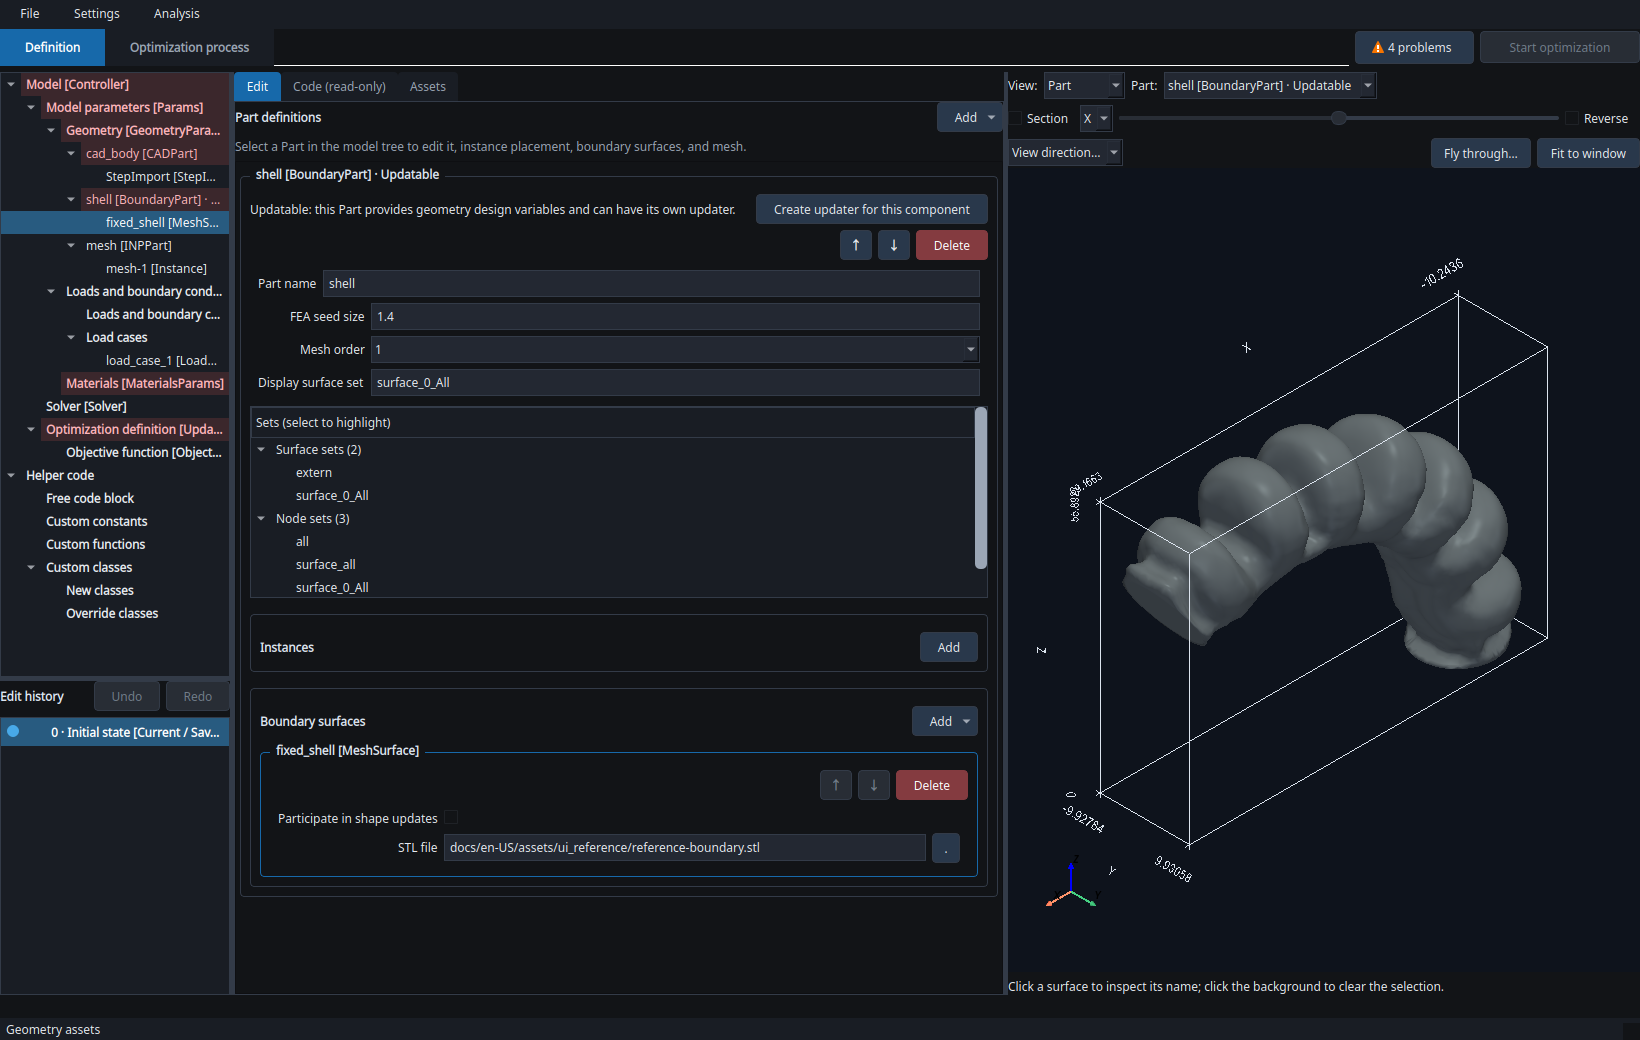 File Settings Analysis
Definition Optimization process 4 problems Start optimization
Model [Controller]
Model parameters [Params]
Geometry [GeometryPara...
cad_body [CADPart]
StepImport [StepI...
shell [BoundaryPart] · ...
fixed_shell [MeshS...
mesh [INPPart]
mesh-1 [Instance]
Loads and boundary cond...
Loads and boundary c...
Load cases
load_case_1 [Load...
Materials [MaterialsParams]
Solver [Solver]
Optimization definition [Upda...
Objective function [Object...
Helper code
Free code block
Custom constants
Custom functions
Custom classes
New classes
Override classes
Edit history Undo Redo
0 · Initial state [Current / Sav...
Edit Code (read-only) Assets
Part definitions Add
Select a Part in the model tree to edit it, instance placement, boundary surfaces, and mesh.
shell [BoundaryPart] · Updatable
Updatable: this Part provides geometry design variables and can have its own updater. Create updater for this component
↑ ↓ Delete
Part name shell
FEA seed size 1.4
Mesh order 1
Display surface set surface_0_All
Sets (select to highlight)
Surface sets (2)
extern
surface_0_All
Node sets (3)
all
surface_all
surface_0_All
Instances Add
Boundary surfaces Add
fixed_shell [MeshSurface]
↑ ↓ Delete
Participate in shape updates
STL file docs/en-US/assets/ui_reference/reference-boundary.stl .
View: Part Part: shell [BoundaryPart] · Updatable
Section X Reverse
View direction... Fly through... Fit to window
-10.2436
X
Z
0
-9.92784
9.93058
Y
Z
Y
Click a surface to inspect its name; click the background to clear the selection.
Geometry assets